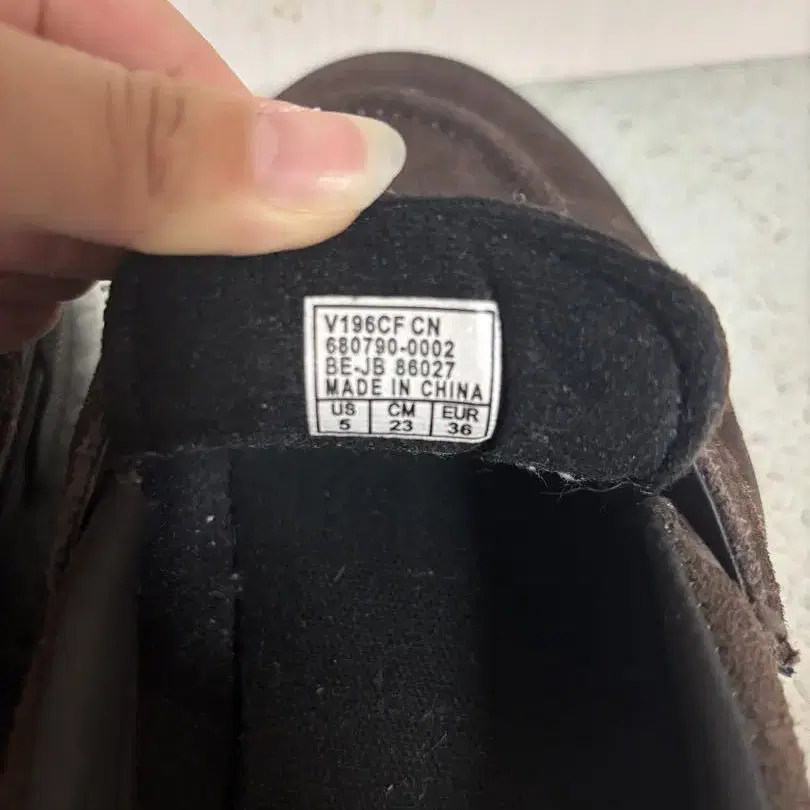 V196CF CN
680790-0002
BE-JB 86027
MADE IN CHINA
US CM EUR
5 23 36